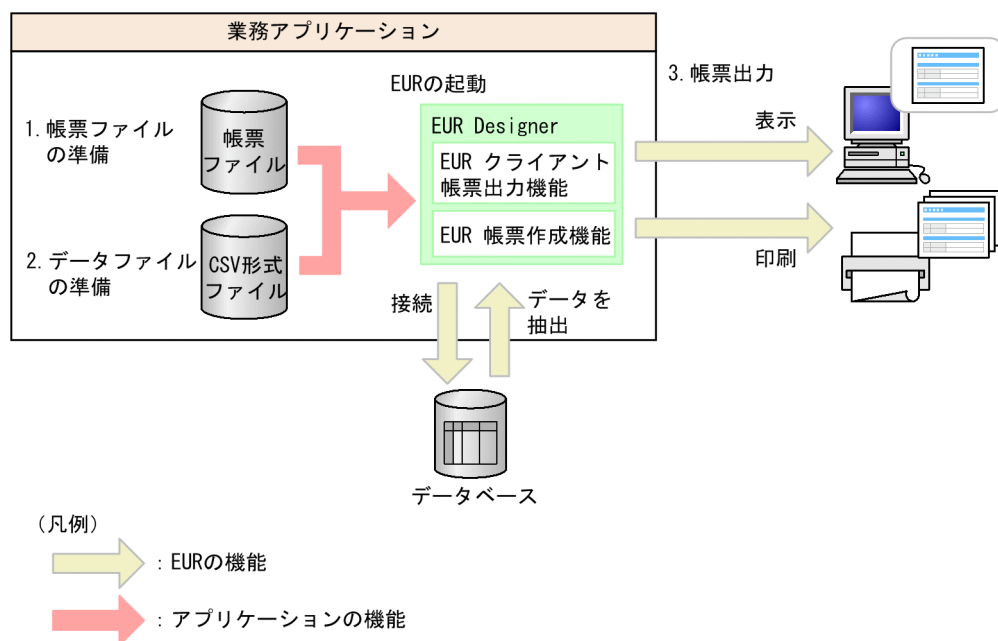 業務アプリケーション
EURの起動
3. 帳票出力
1. 帳票ファイル
の準備
帳票
ファイル
EUR Designer
EUR クライアント
帳票出力機能
EUR 帳票作成機能
表示
2. データファイル
の準備
CSV形式
ファイル
印刷
接続
データを
抽出
データベース
(凡例)
: EURの機能
: アプリケーションの機能